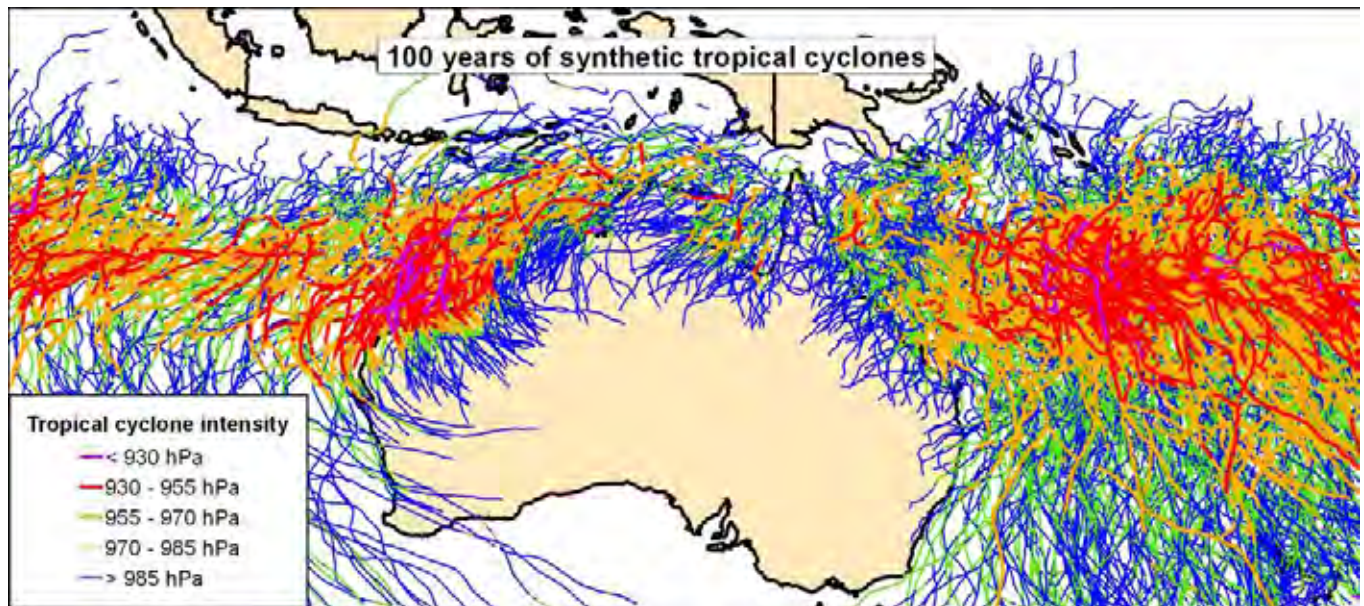 100 years of synthetic tropical cyclones
Tropical cyclone intensity
< 930 hPa
930 - 955 hPa
955 - 970 hPa
970 - 985 hPa
> 985 hPa